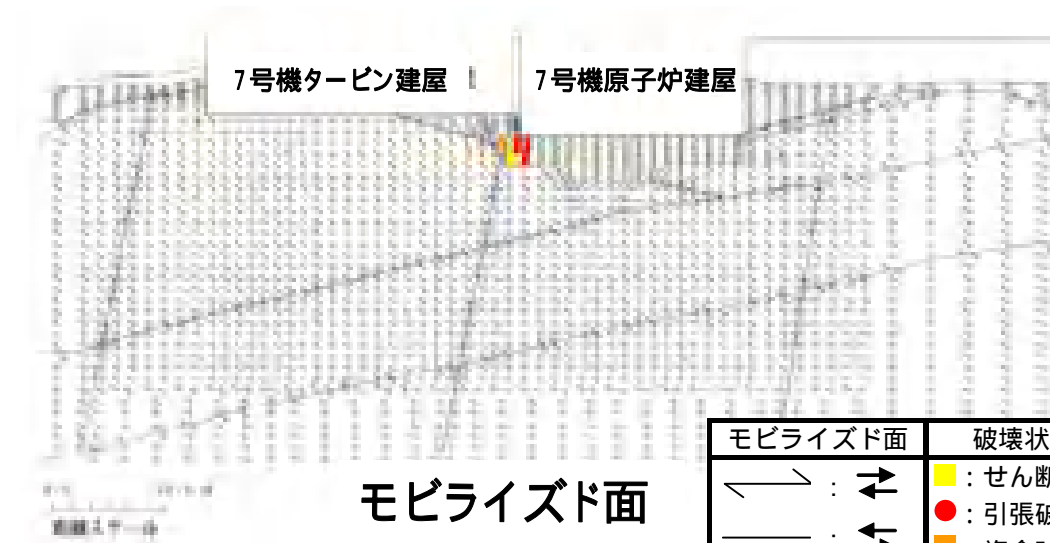 7号機タービン建屋
7号機原子炉建屋
モビライズド面
モビライズド面
破壊状
：
：せん断
：引張破
：